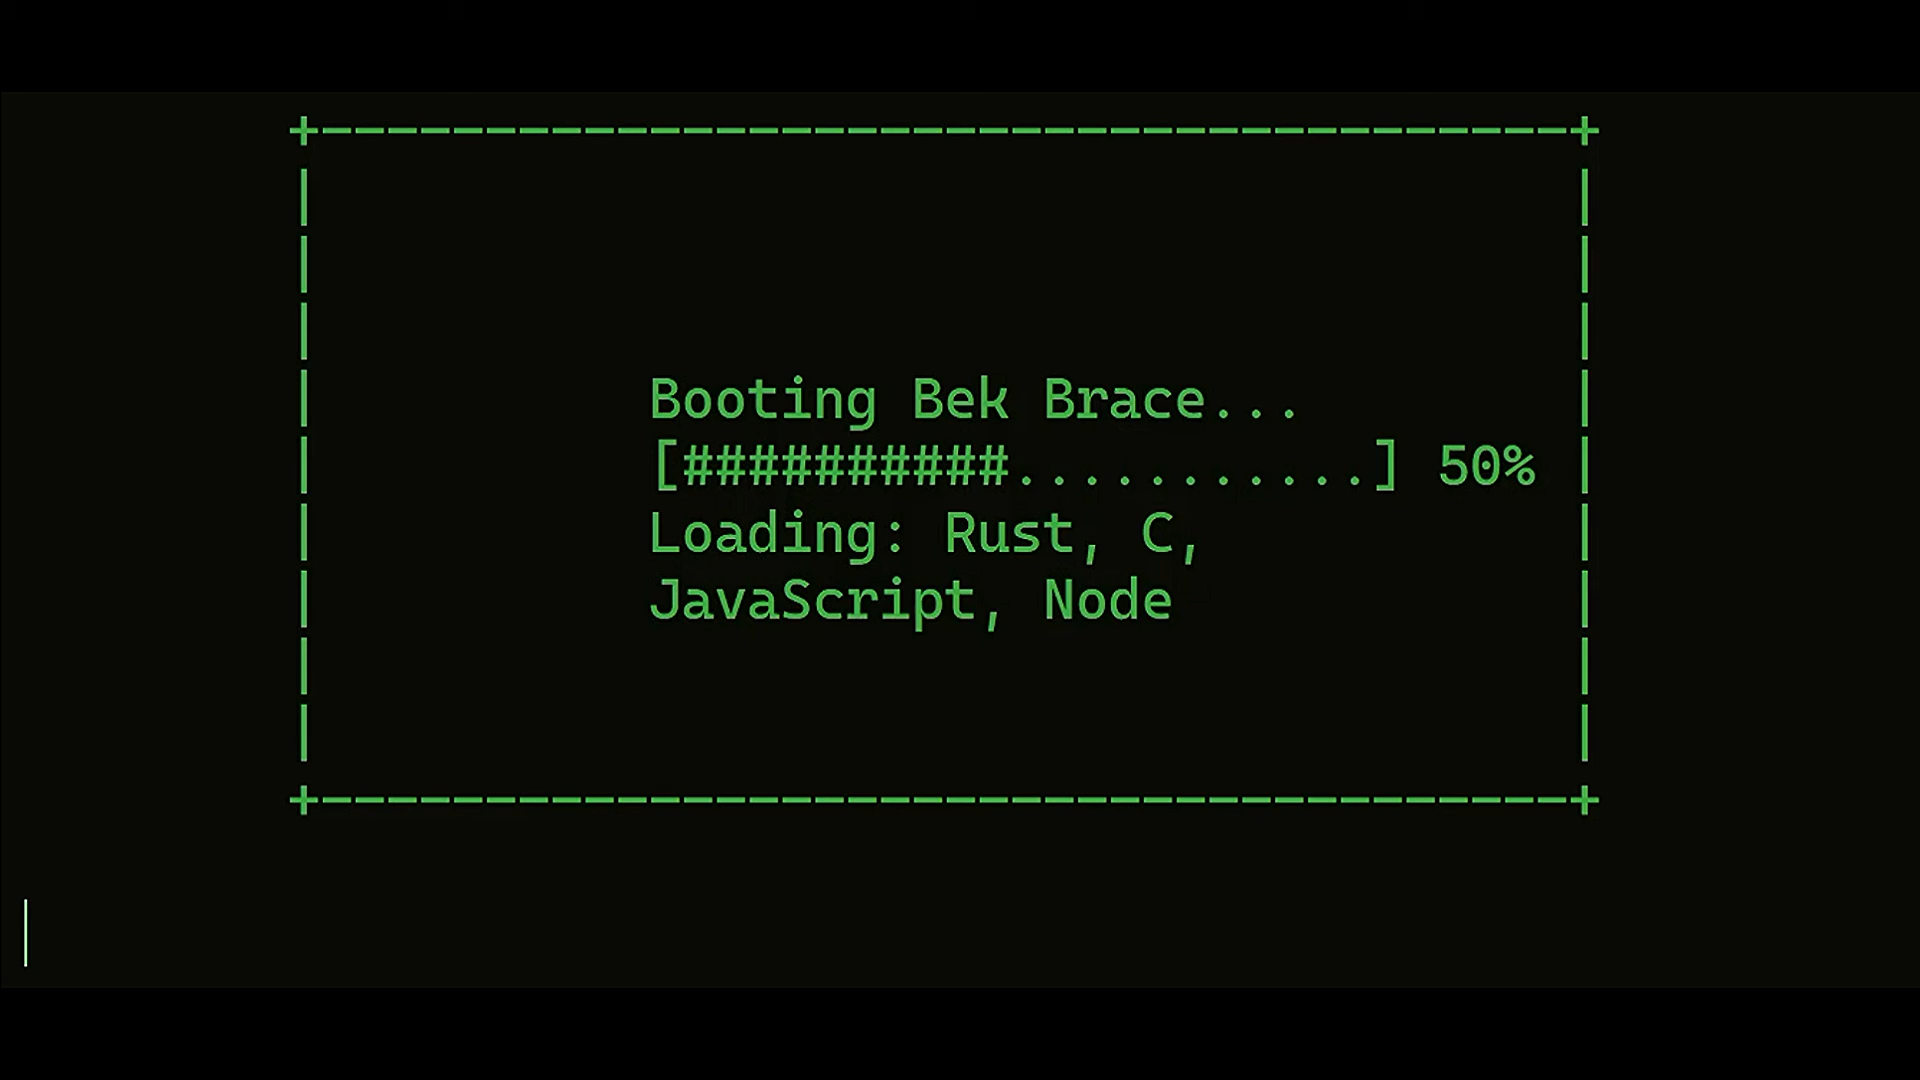 Booting Bek Brace...
[##########...........] 50%
Loading: Rust, C,
JavaScript, Node